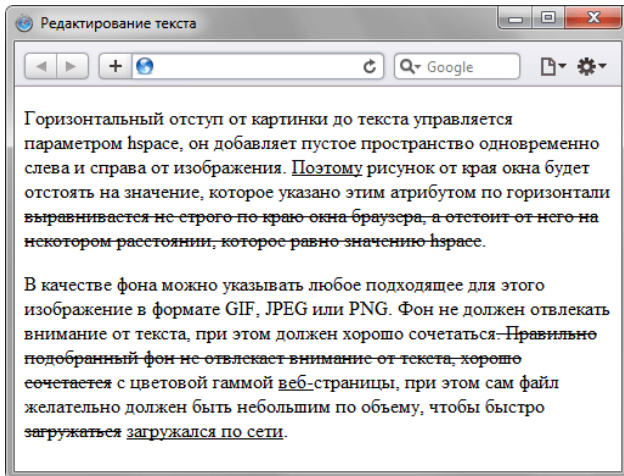 Редактирование текста
Google
Горизонтальный отступ от картинки до текста управляется
параметром hspace, он добавляет пустое пространство одновременно
слева и справа от изображения. Поэтому рисунок от края окна будет
отстоять на значение, которое указано этим атрибутом по горизонтали
выравнивается не строго по краю окна браузера, а отстоит от него на
некотором расстоянии, которое равно значению hspace.
В качестве фона можно указывать любое подходящее для этого
изображение в формате GIF, JPEG или PNG. Фон не должен отвлекать
внимание от текста, при этом должен хорошо сочетаться. Правильно
подобранный фон не отвлекает внимание от текста, хорошо
сочетается с цветовой гаммой веб-страницы, при этом сам файл
желательно должен быть небольшим по объему, чтобы быстро
загружаться загружался по сети.